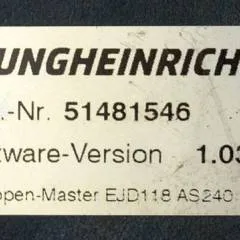 UNGHEINRICH
.-Nr. 51481546
tware-Version 1.03
open-Master EJD118 AS240